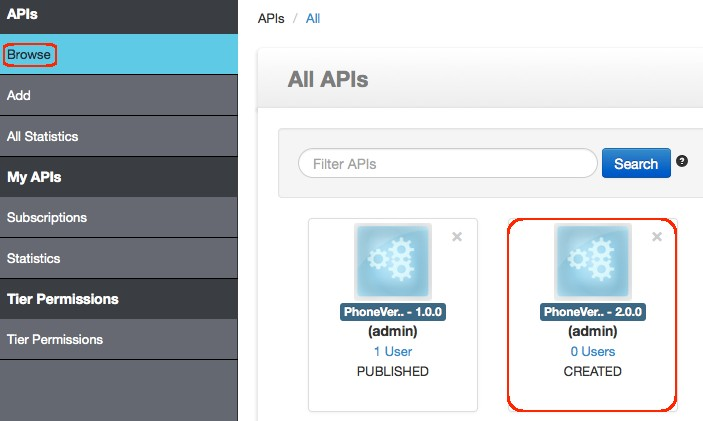 APIs
Browse
Add
All Statistics
My APIs
Subscriptions
Statistics
Tier Permissions
Tier Permissions
APIs / All
All APIs
Filter APIs
Search
?
×
PhoneVer.. - 1.0.0
(admin)
1 User
PUBLISHED
×
PhoneVer.. - 2.0.0
(admin)
0 Users
CREATED